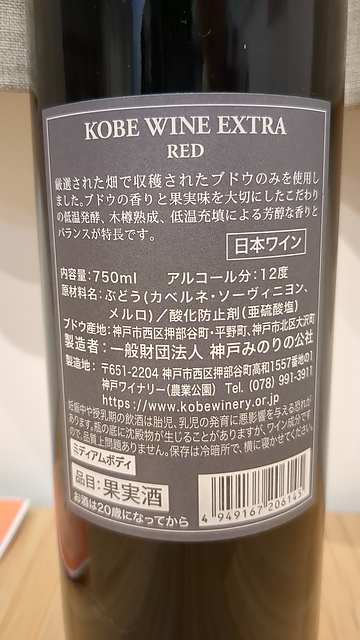 KOBE WINE EXTRA
RED
厳選された畑で収穫されたブドウのみを使用し
ました。ブドウの香りと果実味を大切にしたこだわり
の低温発酵、木樽熟成、低温充填による芳醇な香りと
バランスが特長です。
日本ワイン
内容量:750ml アルコール分:12度
原材料名:ぶどう(カベルネ・ソーヴィニヨン、
メルロ)/酸化防止剤(亜硫酸塩)
ブドウ産地:神戸市西区押部谷町・平野町、神戸市北区大沢町
製造者:一般財団法人 神戸みのりの公社
製造地:〒651-2204 神戸市西区押部谷町高和1557番地の1
神戸ワイナリー(農業公園) Tel. (078) 991-3911
https://www.kobewinery.or.jp
妊娠中や授乳期の飲酒は胎児、乳児の発育に悪影響を与える恐れが
あります。瓶の底に沈殿物が生じることがありますが、ワイン成分です
ので、品質上問題ありません。保存は冷暗所で、横に寝かせてください。
ミディアムボディ
品目:果実酒
お酒は20歳になってから
4 949167 206145